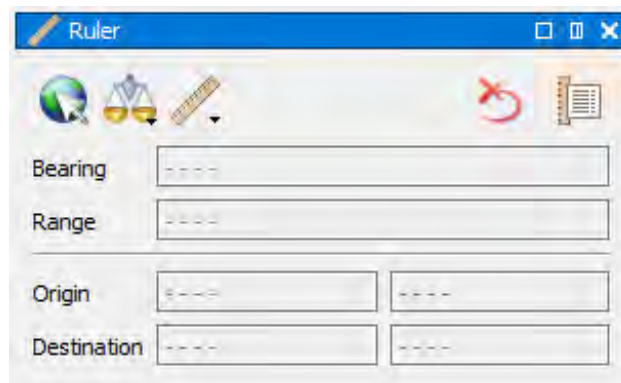 Ruler
Bearing - - - -
Range - - - -
Origin - - - - - - - -
Destination - - - - - - - -